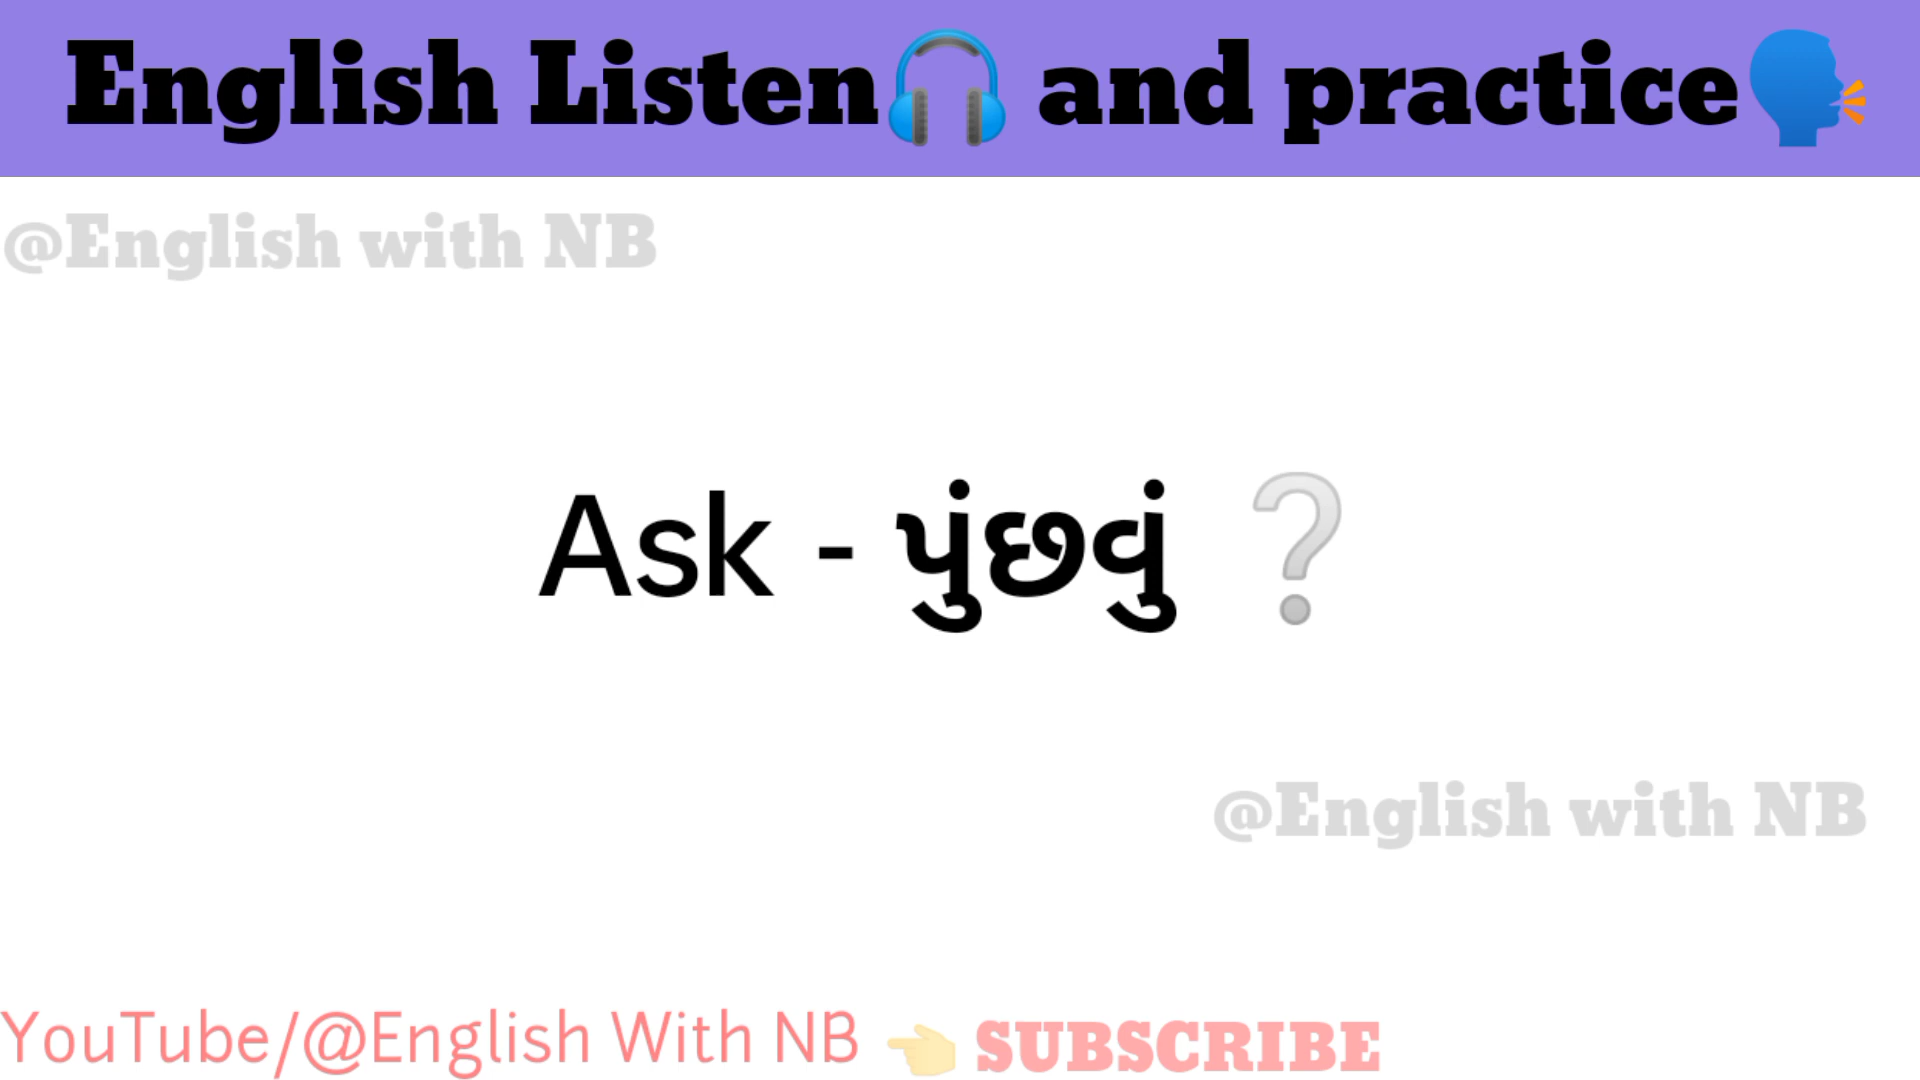 English Listen🎧 and practice🗣
@English with NB
Ask - પુંછવું ❔
@English with NB
YouTube/@English With NB 👈 SUBSCRIBE